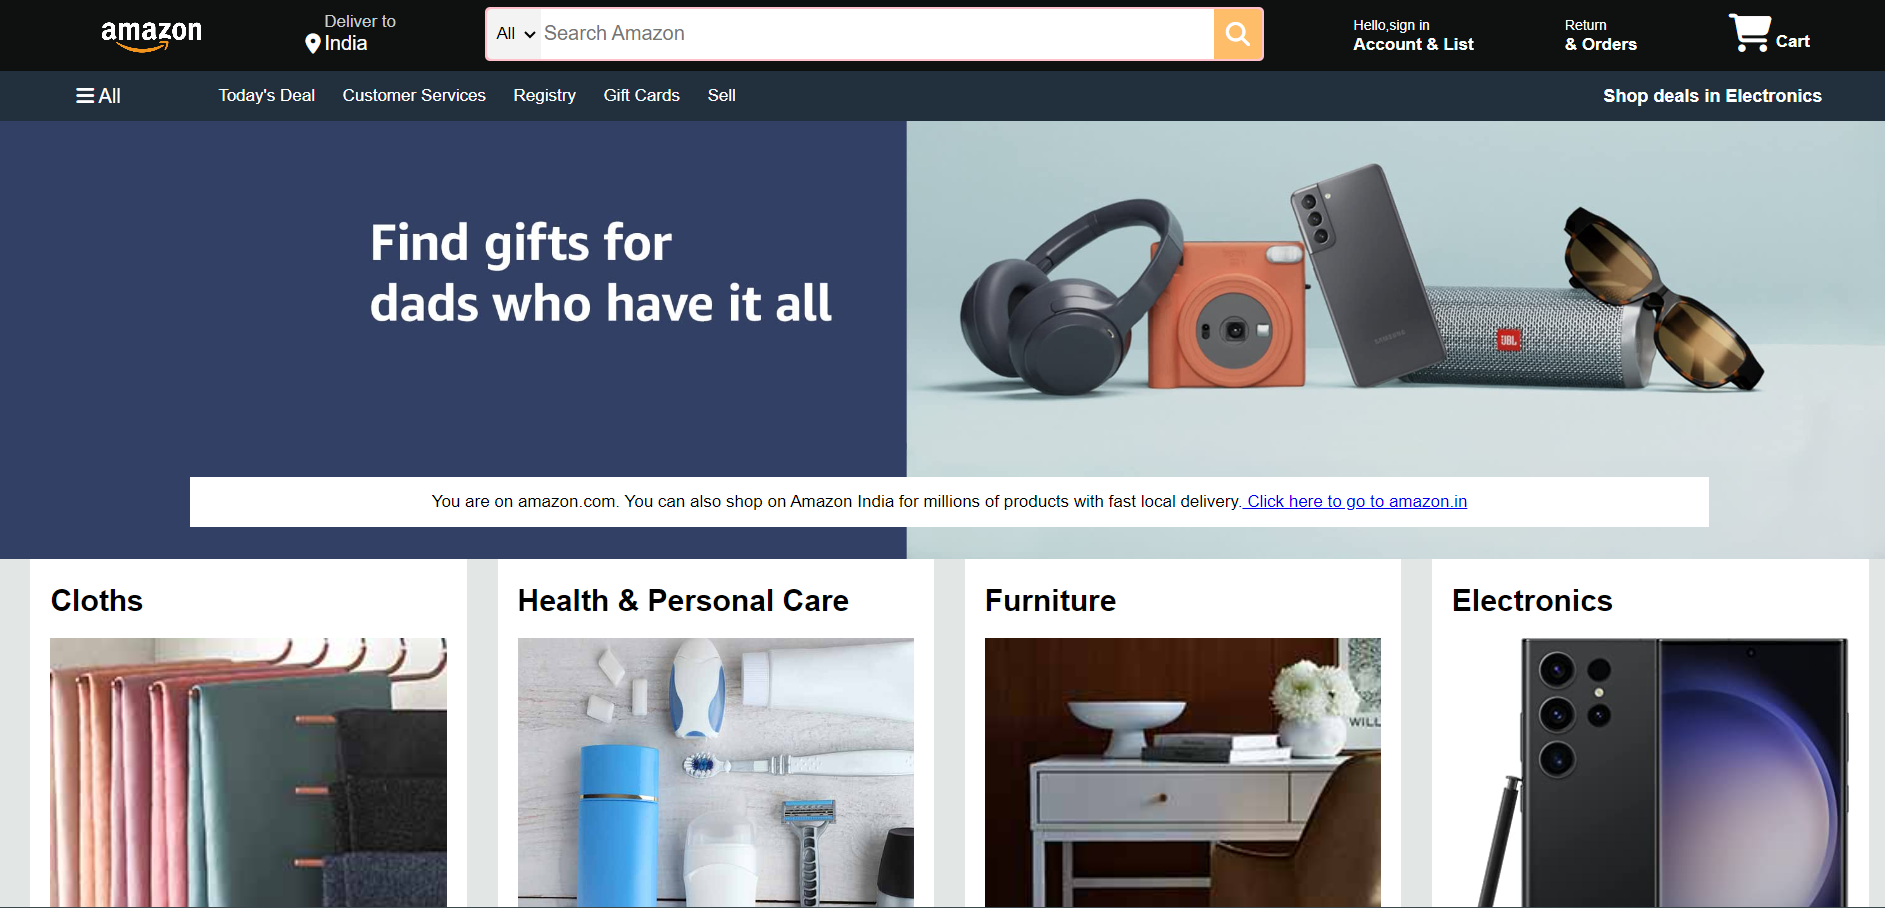 amazon
Deliver to
India
All
Search Amazon
Hello,sign in
Account & List
Return
& Orders
Cart
All
Today's Deal
Customer Services
Registry
Gift Cards
Sell
Shop deals in Electronics
Find gifts for
dads who have it all
SAMSUNG
JBL
You are on amazon.com. You can also shop on Amazon India for millions of products with fast local delivery. Click here to go to amazon.in
Cloths
Health & Personal Care
Furniture
Electronics
WILL